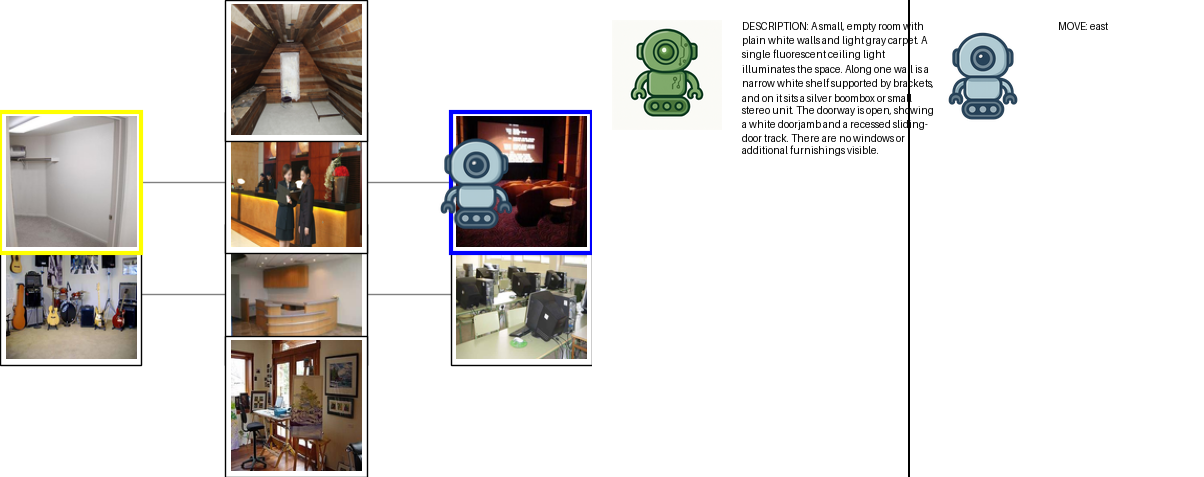 DESCRIPTION: A small, empty room with
plain white walls and light gray carpet. A
single fluorescent ceiling light
illuminates the space. Along one wall is a
narrow white shelf supported by brackets,
and on it sits a silver boombox or small
stereo unit. The doorway is open, showing
a white doorjamb and a recessed sliding-
door track. There are no windows or
additional furnishings visible.
MOVE: east